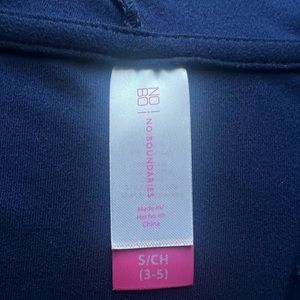 NO
BO
NO BOUNDARIES
Made in/
Hecho en
China
S/CH
(3-5)